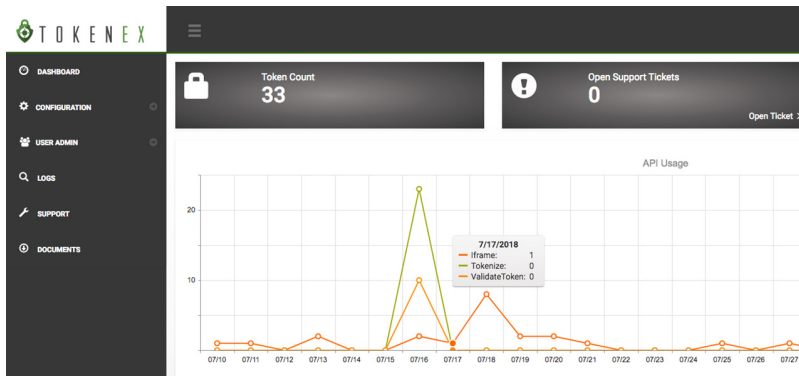 TOKENEX
DASHBOARD
CONFIGURATION
USER ADMIN
LOGS
SUPPORT
DOCUMENTS
Token Count
33
Open Support Tickets
0
Open Ticket
API Usage
20
10
7/17/2018
Iframe: 1
Tokenize: 0
ValidateToken: 0
07/10 07/11 07/12 07/13 07/14 07/15 07/16 07/17 07/18 07/19 07/20 07/21 07/22 07/23 07/24 07/25 07/26 07/27